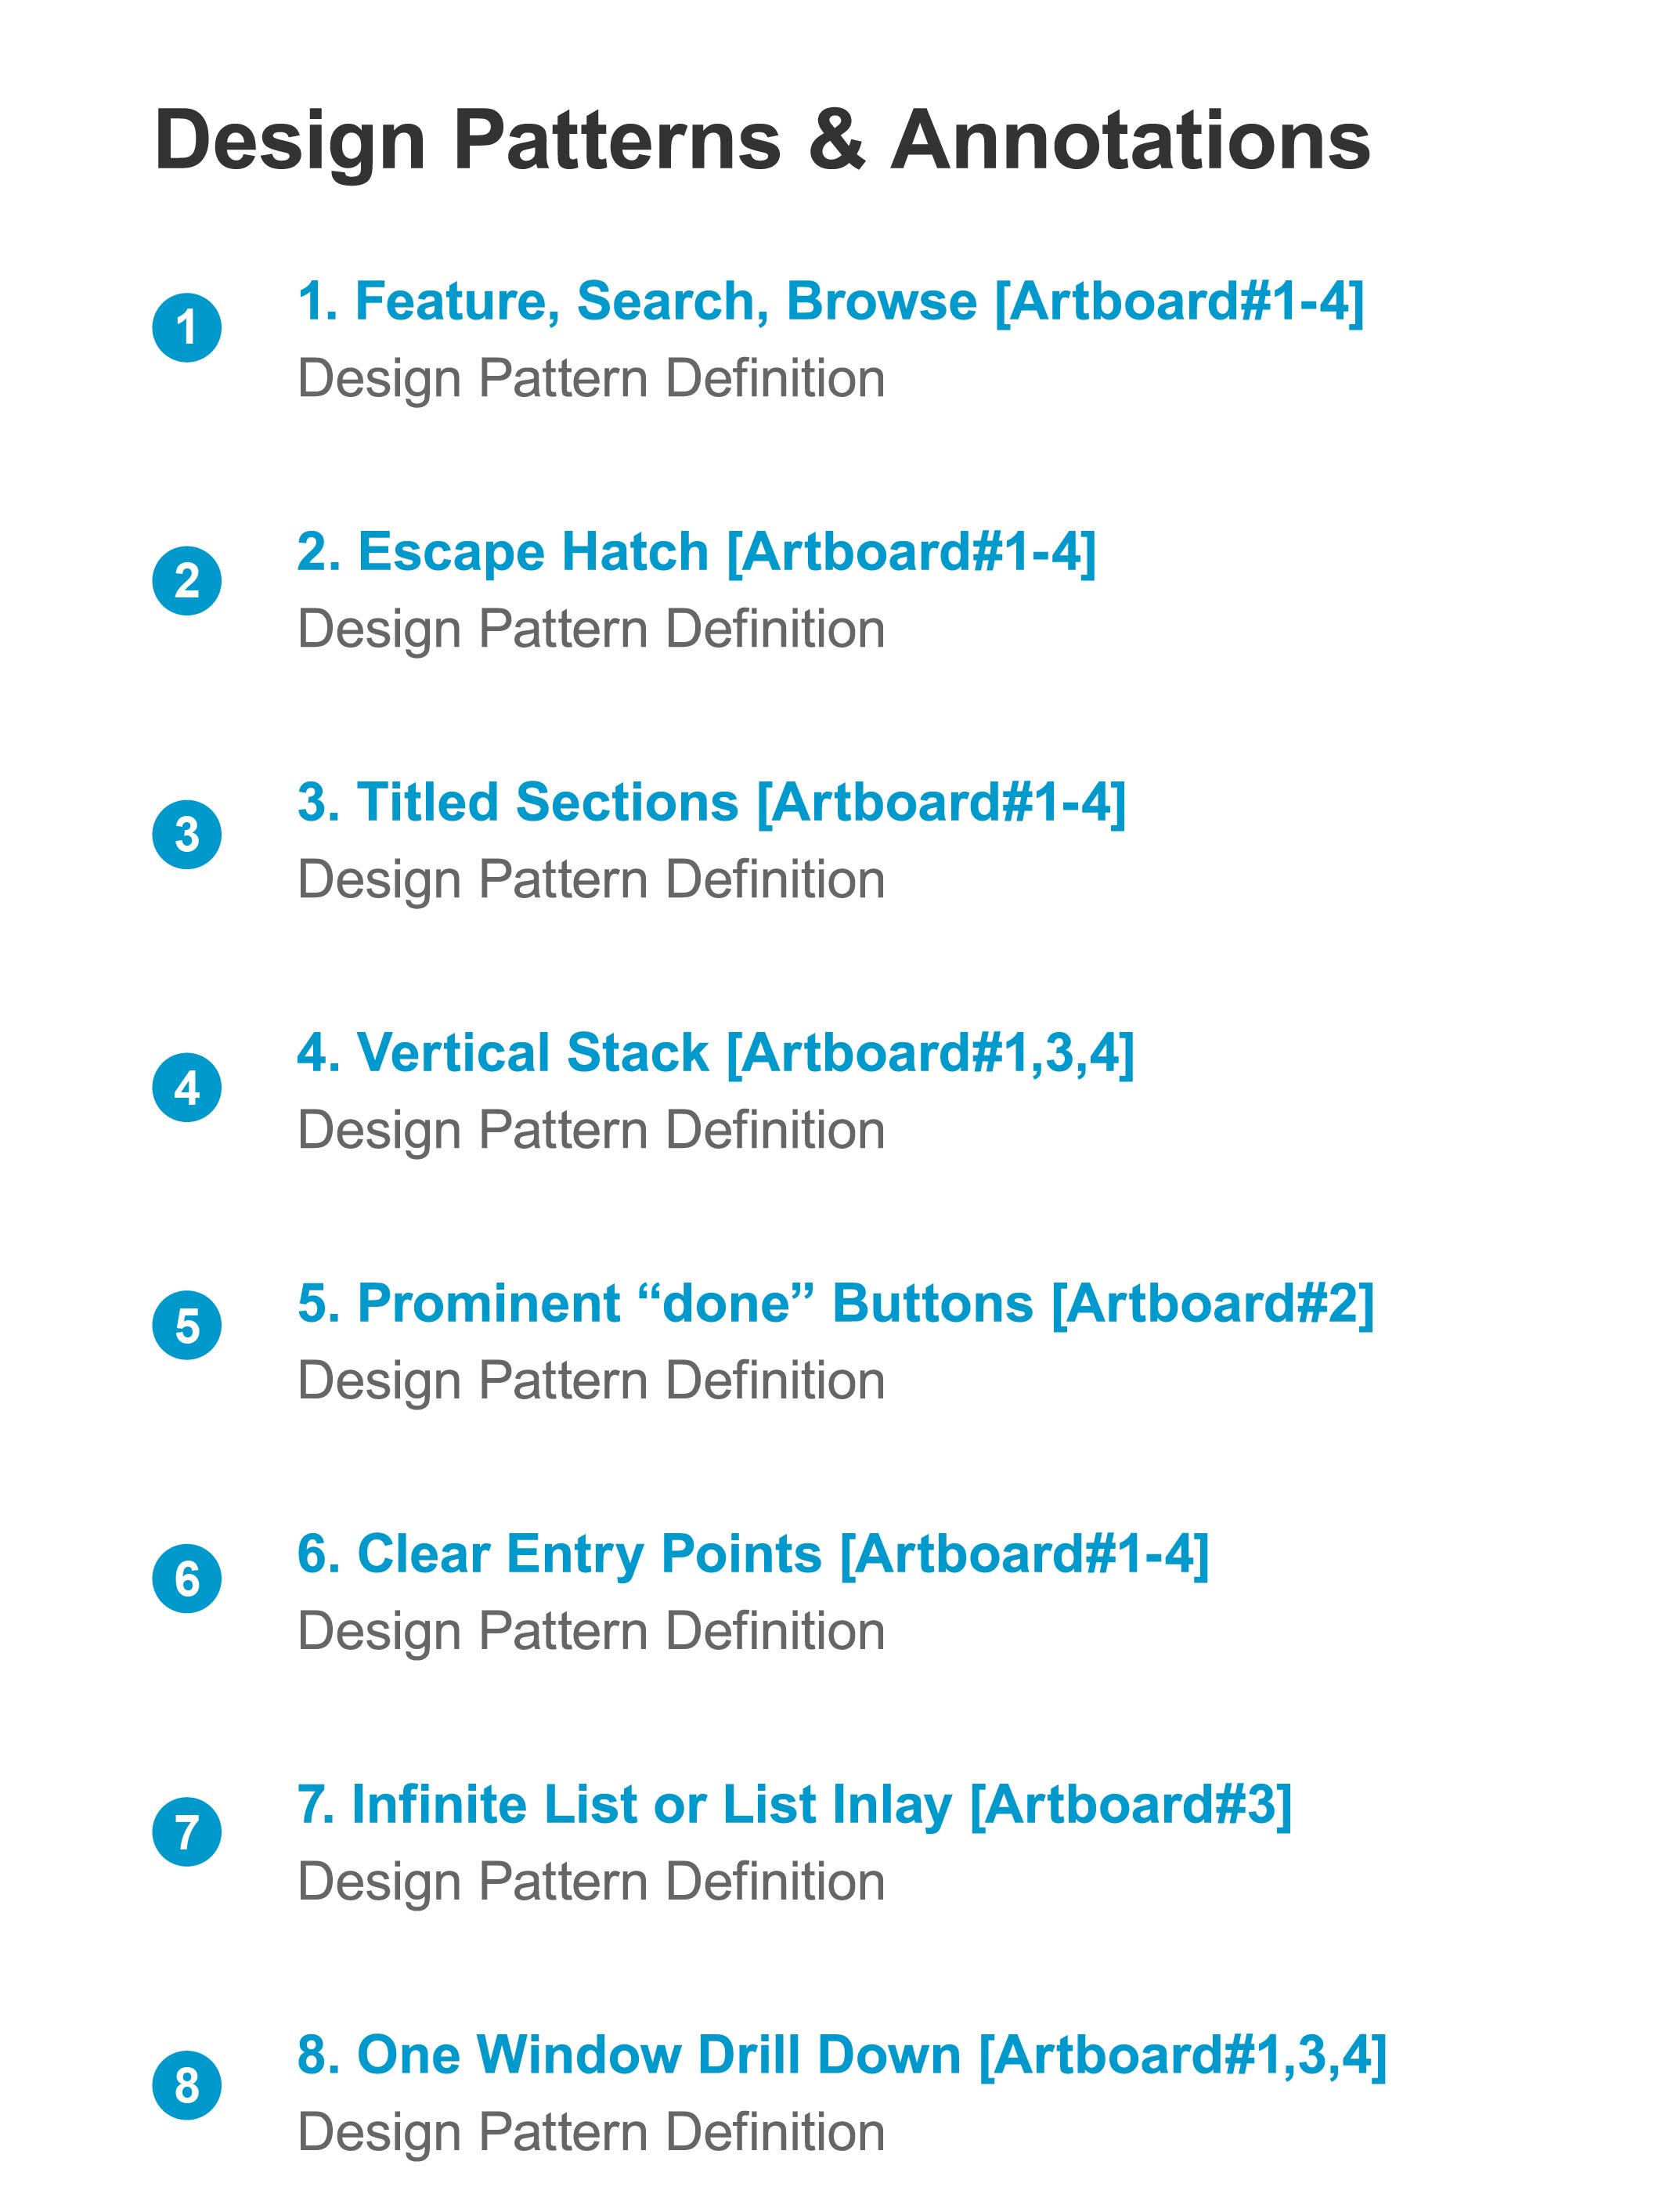 Design Patterns & Annotations
1
1. Feature, Search, Browse [Artboard#1-4]
Design Pattern Definition
2
2. Escape Hatch [Artboard#1-4]
Design Pattern Definition
3
3. Titled Sections [Artboard#1-4]
Design Pattern Definition
4
4. Vertical Stack [Artboard#1,3,4]
Design Pattern Definition
5
5. Prominent “done” Buttons [Artboard#2]
Design Pattern Definition
6
6. Clear Entry Points [Artboard#1-4]
Design Pattern Definition
7
7. Infinite List or List Inlay [Artboard#3]
Design Pattern Definition
8
8. One Window Drill Down [Artboard#1,3,4]
Design Pattern Definition